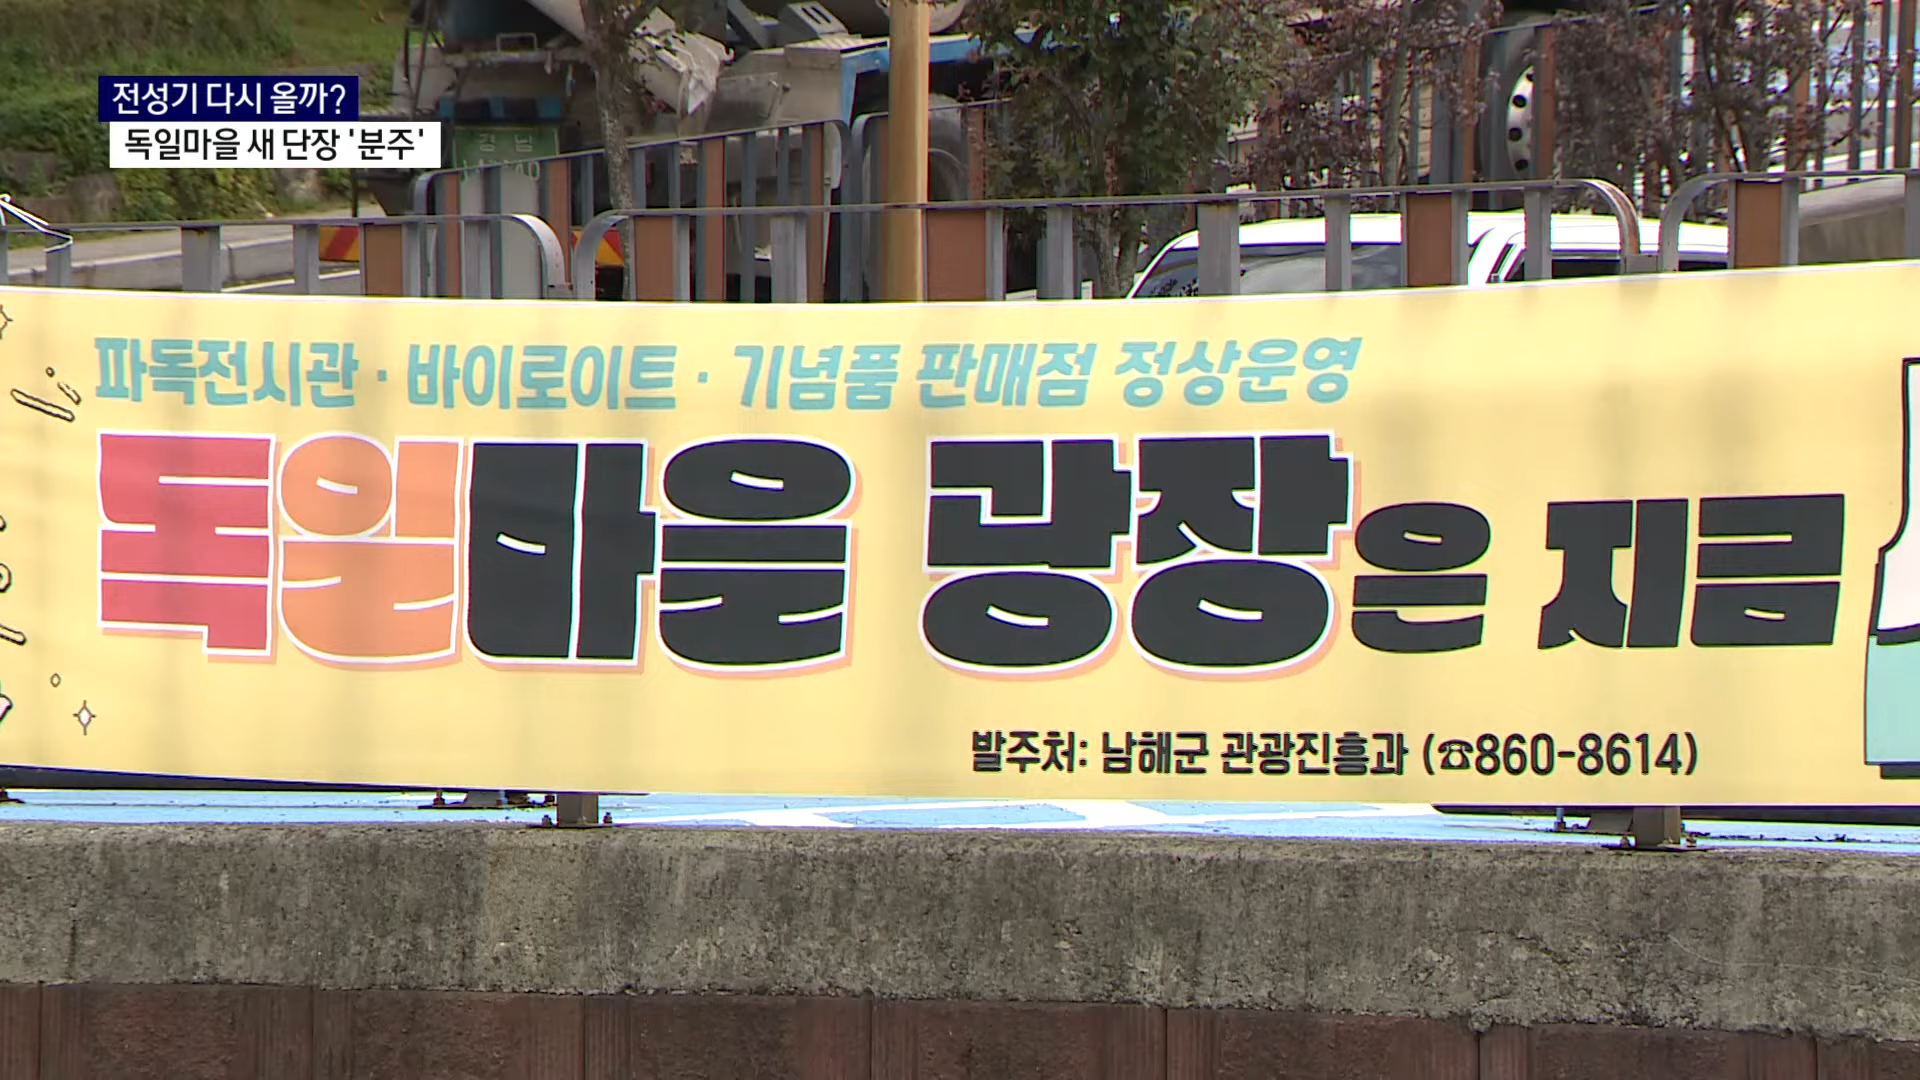 전성기 다시 올까?
독일마을 새 단장 '분주'
파독전시관 · 바이로이트 · 기념품 판매점 정상운영
독일마을 광장은 지금
발주처: 남해군 관광진흥과 (☎860-8614)